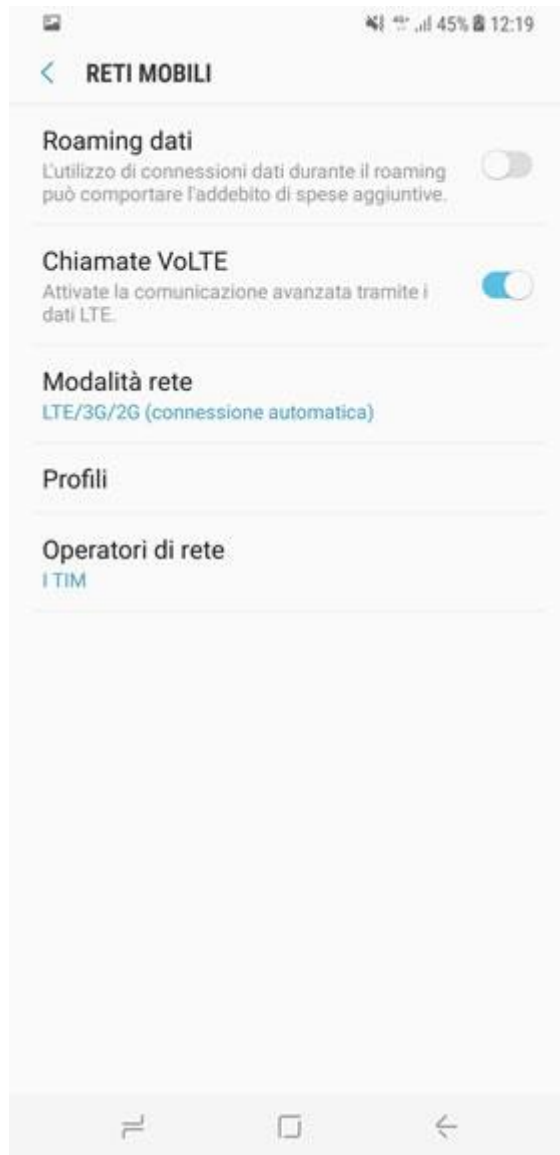 45% 12:19
RETI MOBILI
Roaming dati
L'utilizzo di connessioni dati durante il roaming
può comportare l'addebito di spese aggiuntive.
Chiamate VoLTE
Attivate la comunicazione avanzata tramite i
dati LTE.
Modalità rete
LTE/3G/2G (connessione automatica)
Profili
Operatori di rete
I TIM